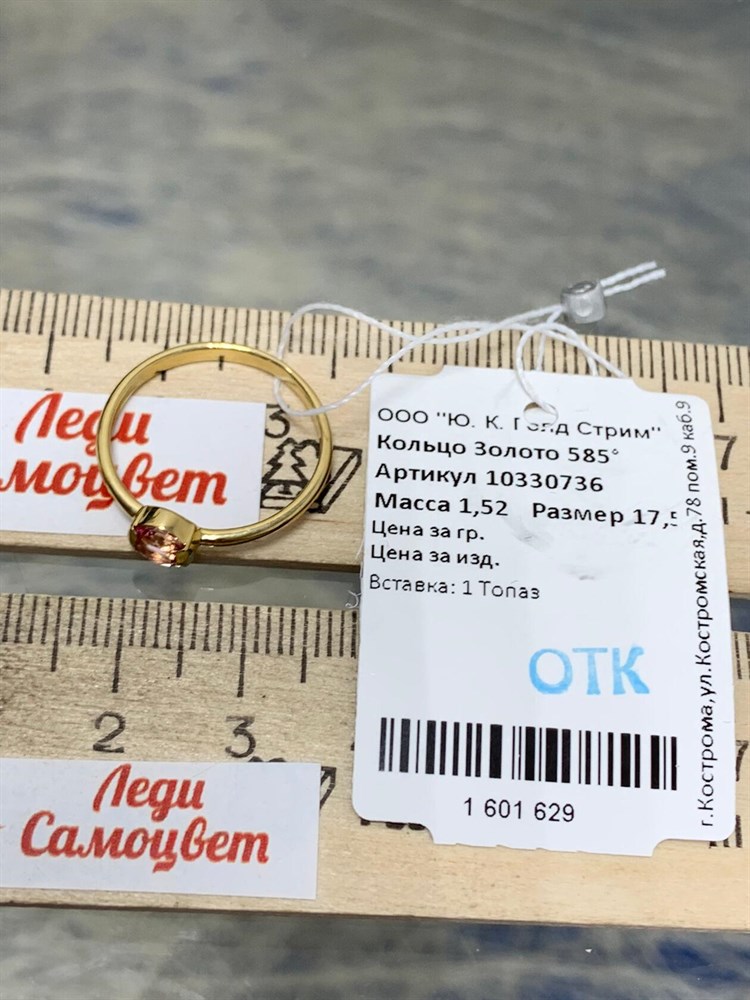 Леди
моцвет
3
ООО "Ю. К. Голд Стрим"
Кольцо Золото 585°
Артикул 10330736
Масса 1,52 Размер 17,5
Цена за гр.
Цена за изд.
Вставка: 1 Топаз
ОТК
1 601 629
г.Кострома,ул.Костромская,д.78 пом.9 каб.9
2 3
Леди
Самоцвет